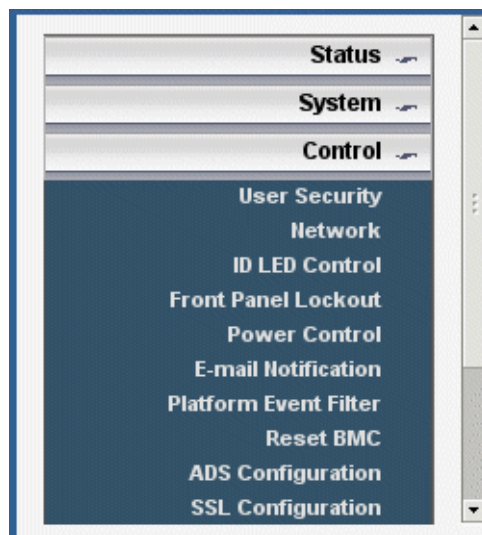 Status
System
Control
User Security
Network
ID LED Control
Front Panel Lockout
Power Control
E-mail Notification
Platform Event Filter
Reset BMC
ADS Configuration
SSL Configuration